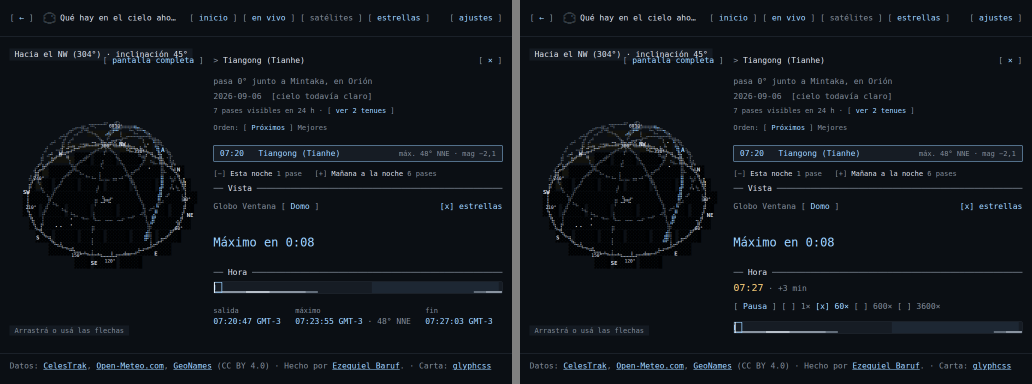 [ ← ] Qué hay en el cielo aho… [ inicio ] [ en vivo ] [ satélites ] [ estrellas ] [ ajustes ]
Hacia el NW (304°) · inclinación 45°
[ pantalla completa ]
> Tiangong (Tianhe) [ × ]
pasa 0° junto a Mintaka, en Orión
2026-09-06 [cielo todavía claro]
7 pases visibles en 24 h · [ ver 2 tenues ]
Orden: [ Próximos ] Mejores
07:20 Tiangong (Tianhe) máx. 48° NNE · mag ~2,1
[−] Esta noche 1 pase [+] Mañana a la noche 6 pases
Vista
Globo Ventana [ Domo ] [x] estrellas
NW
N
SW
NE
S
E
SE
120°
Máximo en 0:08
Hora
salida máximo fin
07:20:47 GMT-3 07:23:55 GMT-3 · 48° NNE 07:27:03 GMT-3
Arrastrá o usá las flechas
Datos: CelesTrak, Open-Meteo.com, GeoNames (CC BY 4.0) · Hecho por Ezequiel Baruf. · Carta: glyphcss
[ ← ] Qué hay en el cielo aho… [ inicio ] [ en vivo ] [ satélites ] [ estrellas ] [ ajustes ]
Hacia el NW (304°) · inclinación 45°
[ pantalla completa ]
> Tiangong (Tianhe) [ × ]
pasa 0° junto a Mintaka, en Orión
2026-09-06 [cielo todavía claro]
7 pases visibles en 24 h · [ ver 2 tenues ]
Orden: [ Próximos ] Mejores
07:20 Tiangong (Tianhe) máx. 48° NNE · mag ~2,1
[−] Esta noche 1 pase [+] Mañana a la noche 6 pases
Vista
Globo Ventana [ Domo ] [x] estrellas
NW
N
SW
NE
S
E
SE
120°
Máximo en 0:08
Hora
07:27 · +3 min
[ Pausa ] [ ] 1× [x] 60× [ ] 600× [ ] 3600×
Arrastrá o usá las flechas
Datos: CelesTrak, Open-Meteo.com, GeoNames (CC BY 4.0) · Hecho por Ezequiel Baruf. · Carta: glyphcss